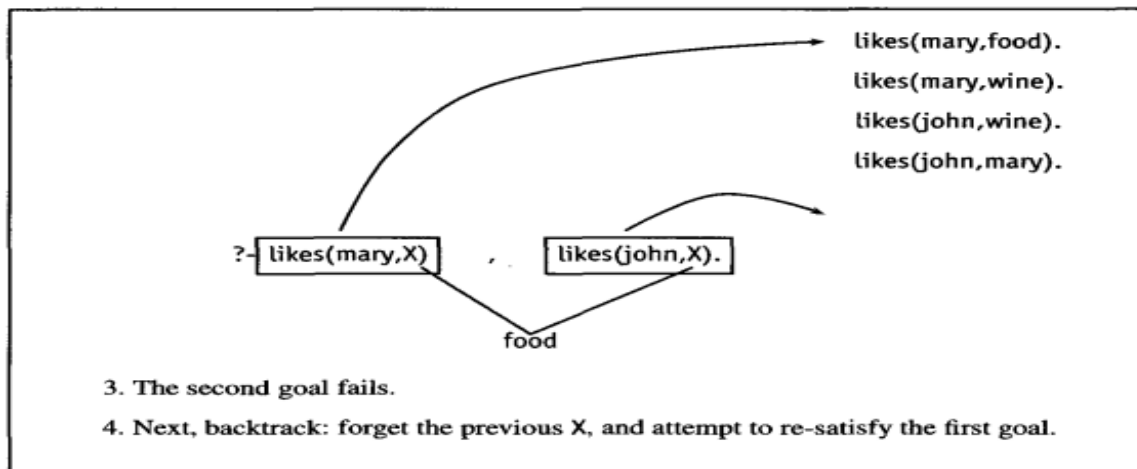 likes(mary,food).
likes(mary,wine).
likes(john,wine).
likes(john,mary).
?- likes(mary,X) , likes(john,X).
food
3. The second goal fails.
4. Next, backtrack: forget the previous X, and attempt to re-satisfy the first goal.